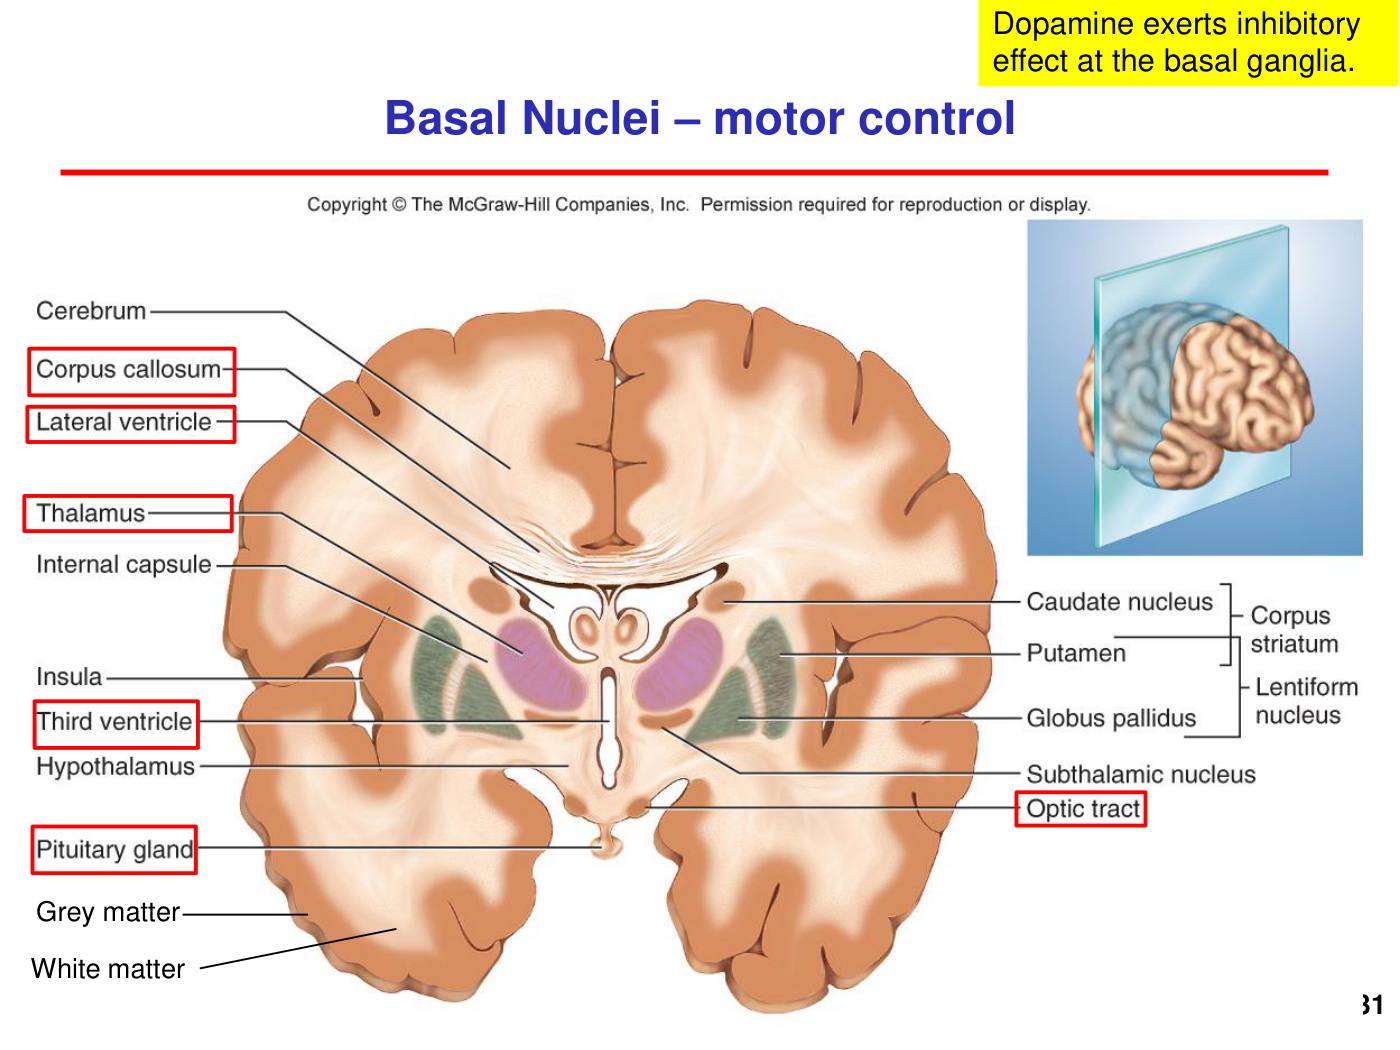 Dopamine exerts inhibitory
effect at the basal ganglia.
Basal Nuclei – motor control
Copyright © The McGraw-Hill Companies, Inc. Permission required for reproduction or display.
Cerebrum
Corpus callosum
Lateral ventricle
Thalamus
Internal capsule
Insula
Third ventricle
Hypothalamus
Pituitary gland
Grey matter
White matter
Caudate nucleus
Putamen
Globus pallidus
Corpus
striatum
Lentiform
nucleus
Subthalamic nucleus
Optic tract
31